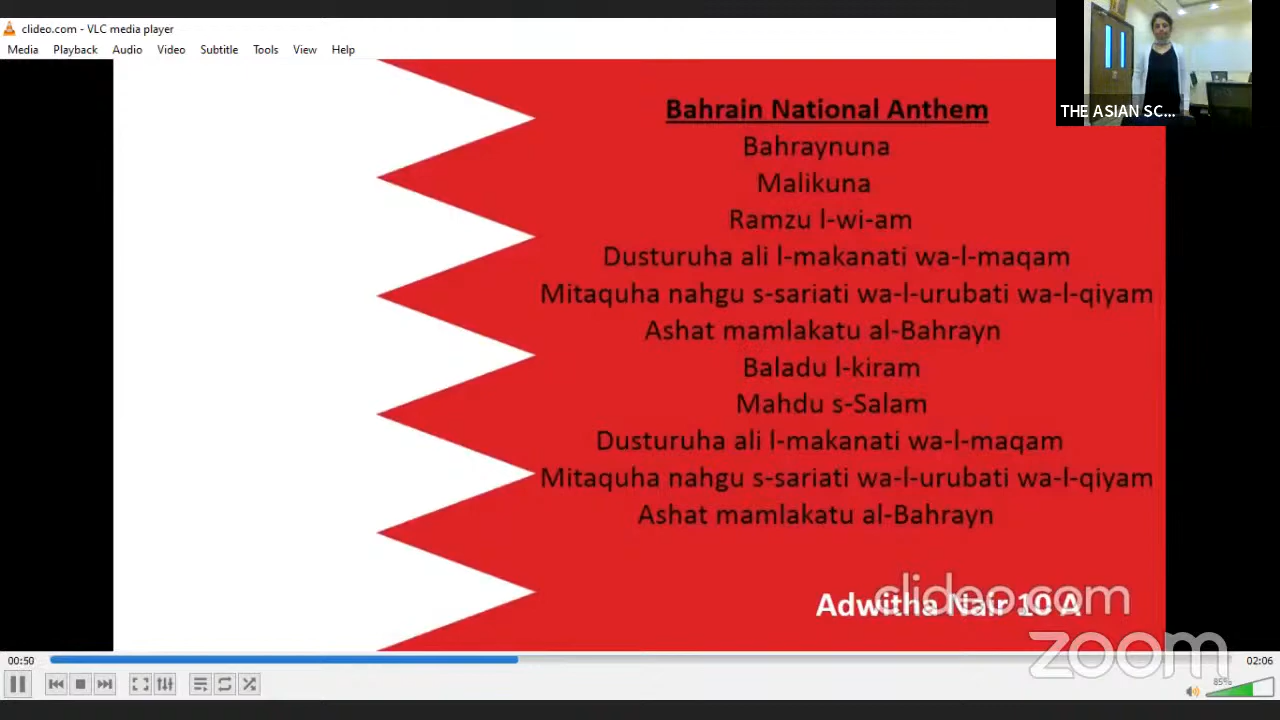 clideo.com - VLC media player
Media Playback Audio Video Subtitle Tools View Help
THE ASIAN SC...
Bahrain National Anthem
Bahraynuna
Malikuna
Ramzu l-wi-am
Dusturuha ali l-makanati wa-l-maqam
Mitaquha nahgu s-sariati wa-l-urubati wa-l-qiyam
Ashat mamlakatu al-Bahrayn
Baladu l-kiram
Mahdu s-Salam
Dusturuha ali l-makanati wa-l-maqam
Mitaquha nahgu s-sariati wa-l-urubati wa-l-qiyam
Ashat mamlakatu al-Bahrayn
clideo.com
Adwitha Nair 10 A
zoom
00:50
02:06
85%